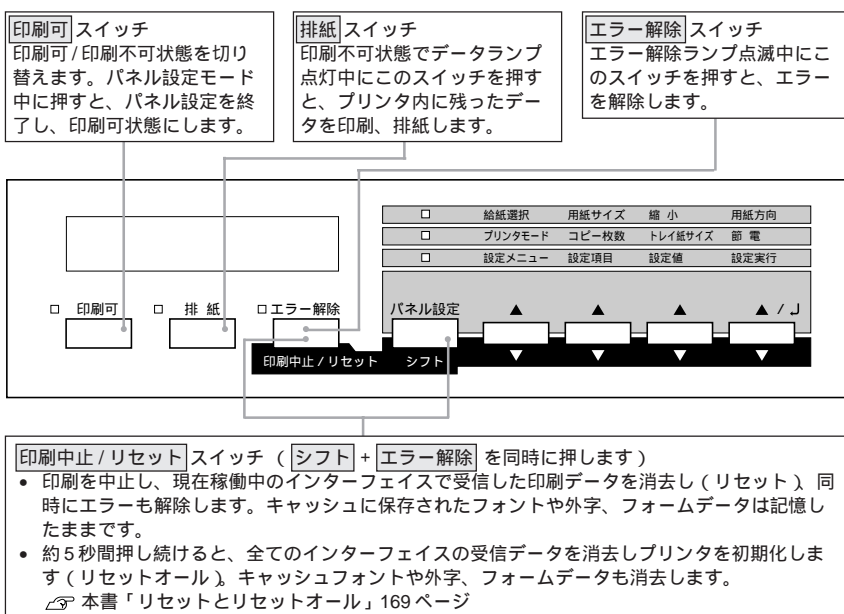 印刷可 スイッチ
印刷可/印刷不可状態を切り
替えます。パネル設定モード
中に押すと、パネル設定を終
了し、印刷可状態にします。
排紙 スイッチ
印刷不可状態でデータランプ
点灯中にこのスイッチを押す
と、プリンタ内に残ったデー
タを印刷、排紙します。
エラー解除 スイッチ
エラー解除ランプ点滅中にこ
のスイッチを押すと、エラー
を解除します。
給紙選択 用紙サイズ 縮 小 用紙方向
プリンタモード コピー枚数 トレイ紙サイズ 節 電
設定メニュー 設定項目 設定値 設定実行
印刷可 排 紙 エラー解除 パネル設定 ▲ ▲ ▲ ▲ / ↲
印刷中止 / リセット シフト ▼ ▼ ▼ ▼
印刷中止 / リセット スイッチ ( シフト + エラー解除 を同時に押します )
• 印刷を中止し、現在稼働中のインターフェイスで受信した印刷データを消去し ( リセット )、同
時にエラーも解除します。キャッシュに保存されたフォントや外字、フォームデータは記憶し
たままです。
• 約 5 秒間押し続けると、全てのインターフェイスの受信データを消去しプリンタを初期化しま
す ( リセットオール )。キャッシュフォントや外字、フォームデータも消去します。
本書「リセットとリセットオール」169 ページ